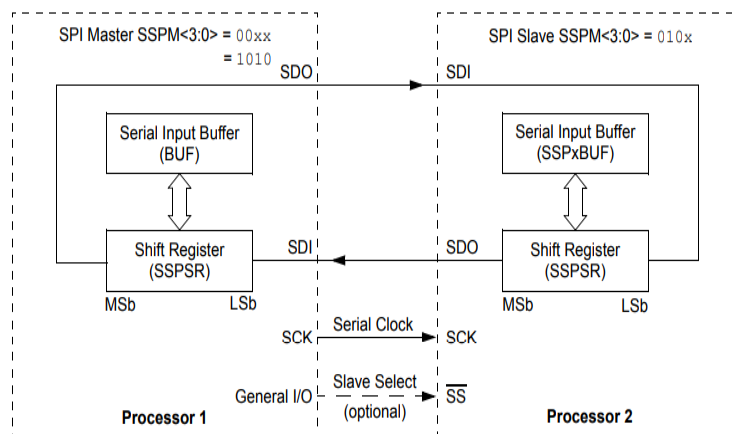 SPI Master SSPM<3:0> = 00xx
= 1010
SPI Slave SSPM<3:0> = 010x
SDO
SDI
Serial Input Buffer
(BUF)
Serial Input Buffer
(SSPxBUF)
Shift Register
(SSPSR)
SDI
SDO
Shift Register
(SSPSR)
MSb
LSb
MSb
LSb
SCK
Serial Clock
SCK
General I/O
Slave Select
(optional)
S̅S̅
Processor 1
Processor 2